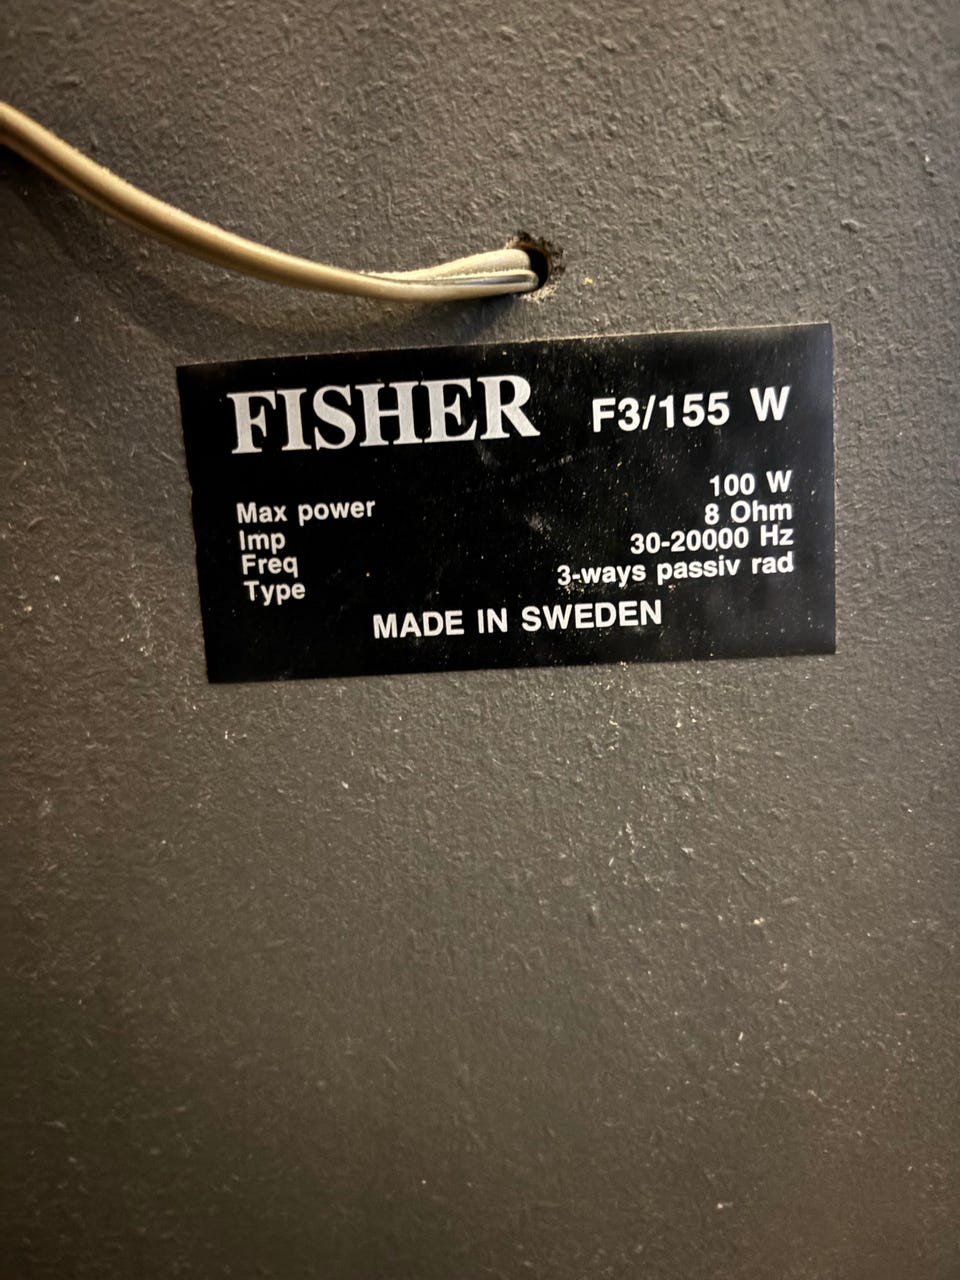 FISHER F3/155 W
Max power 100 W
Imp 8 Ohm
Freq 30-20000 Hz
Type 3-ways passiv rad
MADE IN SWEDEN